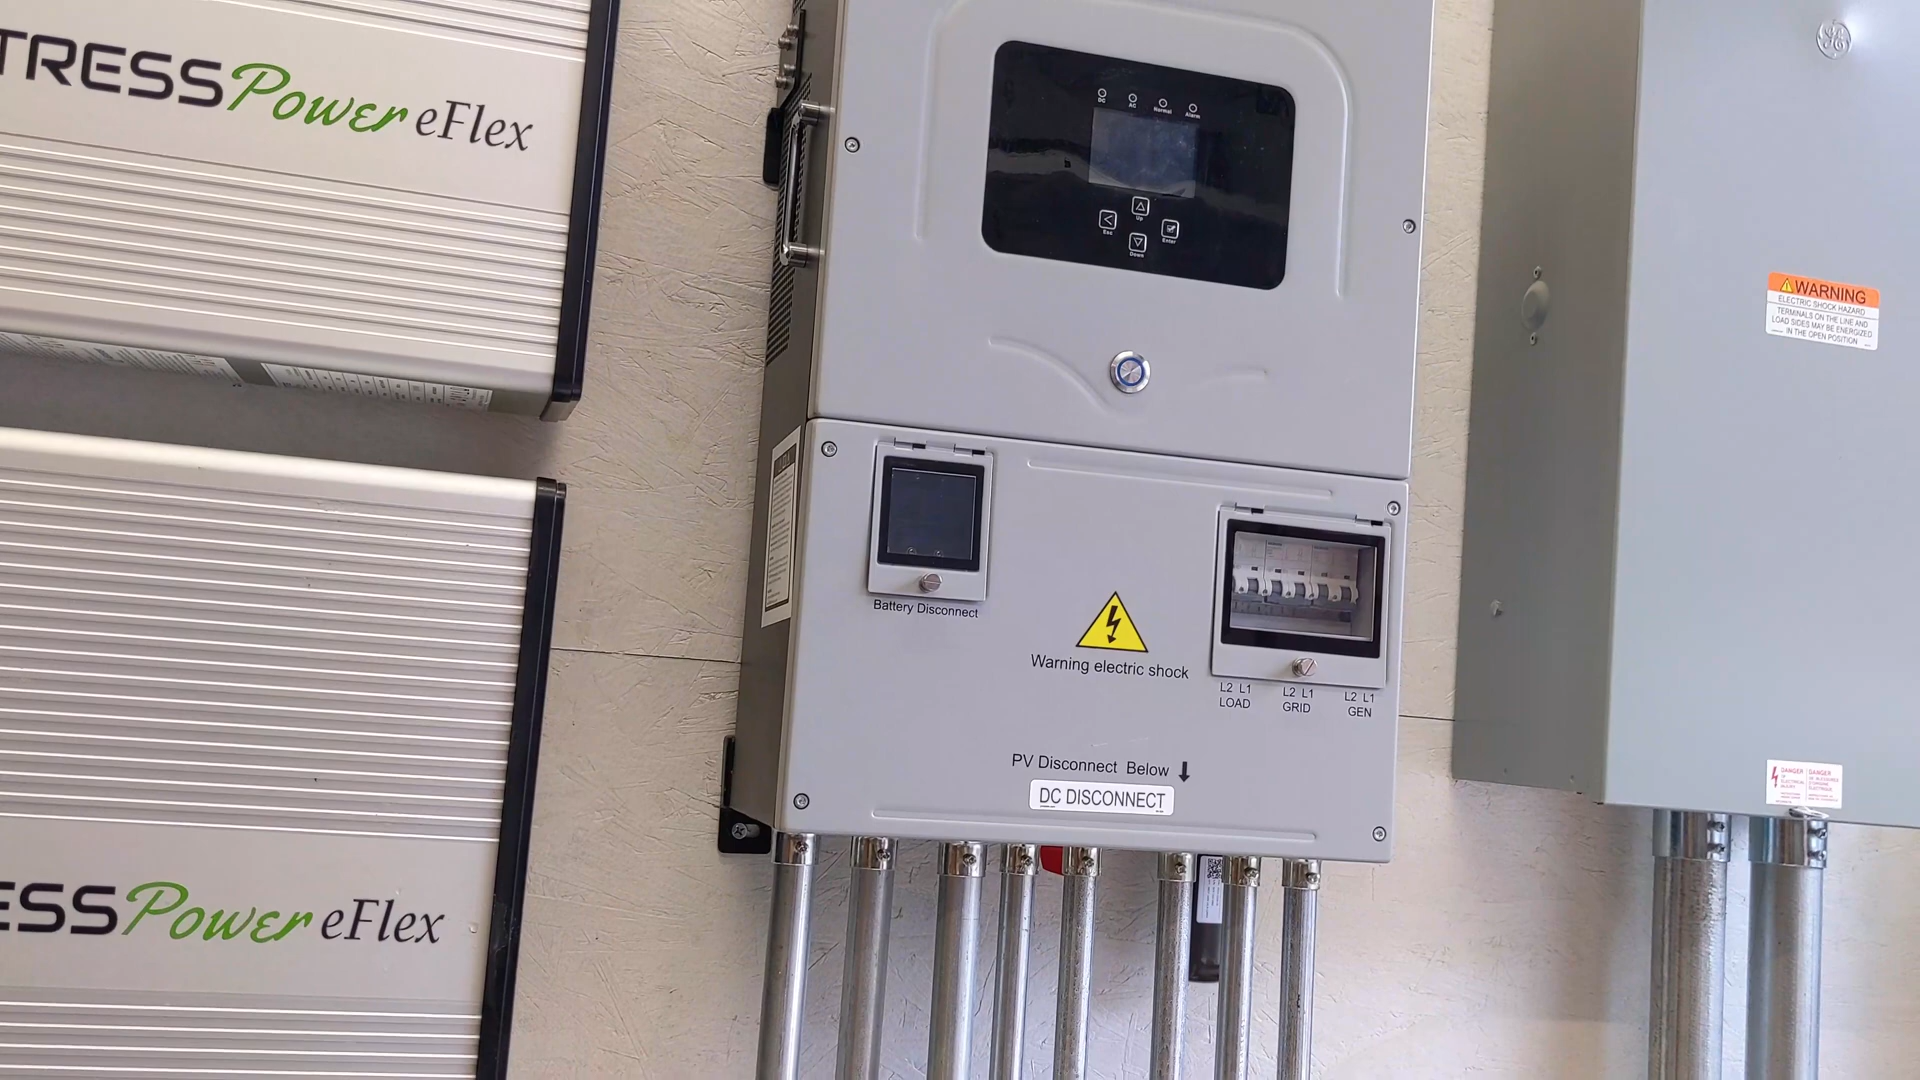 TRESS Power eFlex
ESS Power eFlex
DC AC Normal Alarm
Up
Esc
Enter
Down
Battery Disconnect
Warning electric shock
L2 L1 L2 L1 L2 L1
LOAD GRID GEN
PV Disconnect Below
DC DISCONNECT
GE
WARNING
ELECTRIC SHOCK HAZARD
TERMINALS ON THE LINE AND
LOAD SIDES MAY BE ENERGIZED
IN THE OPEN POSITION
DANGER DANGER